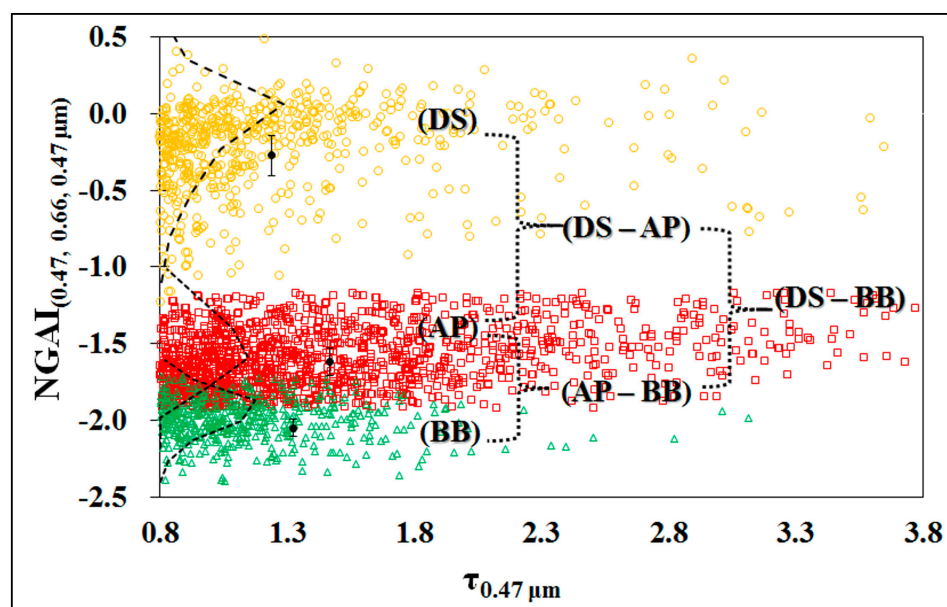 0.5
0.0
-0.5
-1.0
-1.5
-2.0
-2.5
NGAI(0.47, 0.66, 0.47 μm)
(DS)
(DS – AP)
(DS – BB)
(AP)
(AP – BB)
(BB)
0.8 1.3 1.8 2.3 2.8 3.3 3.8
τ0.47 μm